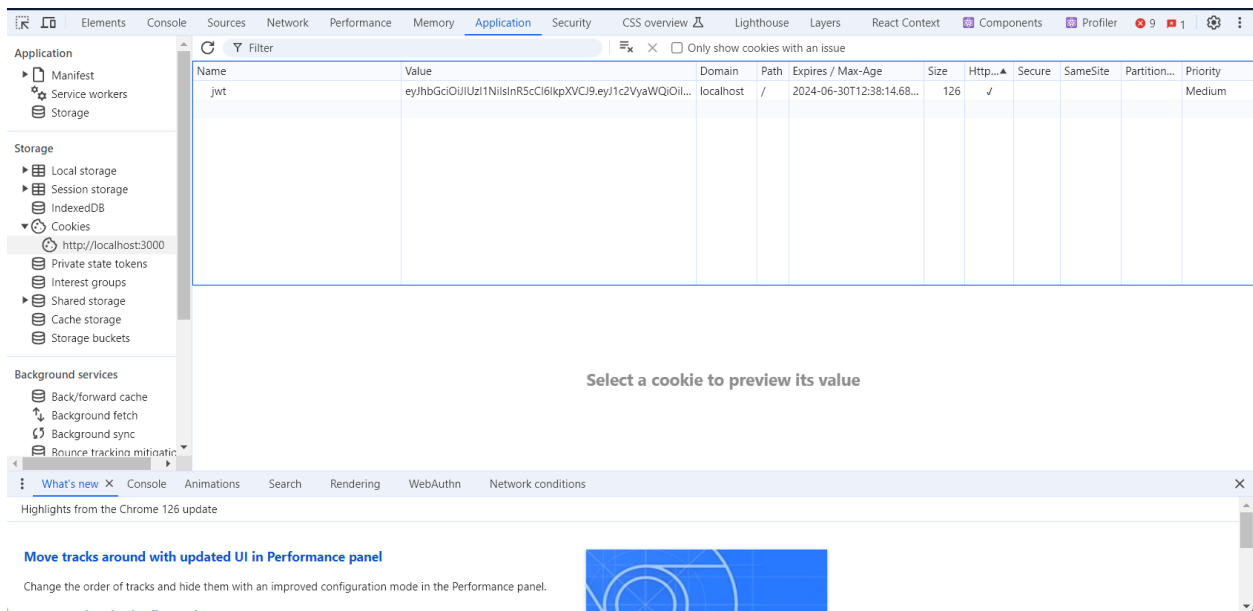 Elements Console Sources Network Performance Memory Application Security CSS overview Lighthouse Layers React Context Components Profiler 9 1
Application
Manifest
Service workers
Storage
Storage
Local storage
Session storage
IndexedDB
Cookies
http://localhost:3000
Private state tokens
Interest groups
Shared storage
Cache storage
Storage buckets
Background services
Back/forward cache
Background fetch
Background sync
Bounce tracking mitigatic
Filter Only show cookies with an issue
Name Value Domain Path Expires / Max-Age Size Http...▲ Secure SameSite Partition... Priority
jwt localhost / 2024-06-30T12:38:14.68... 126 ✓ Medium
Select a cookie to preview its value
What's new Console Animations Search Rendering WebAuthn Network conditions
Highlights from the Chrome 126 update
Move tracks around with updated UI in Performance panel
Change the order of tracks and hide them with an improved configuration mode in the Performance panel.